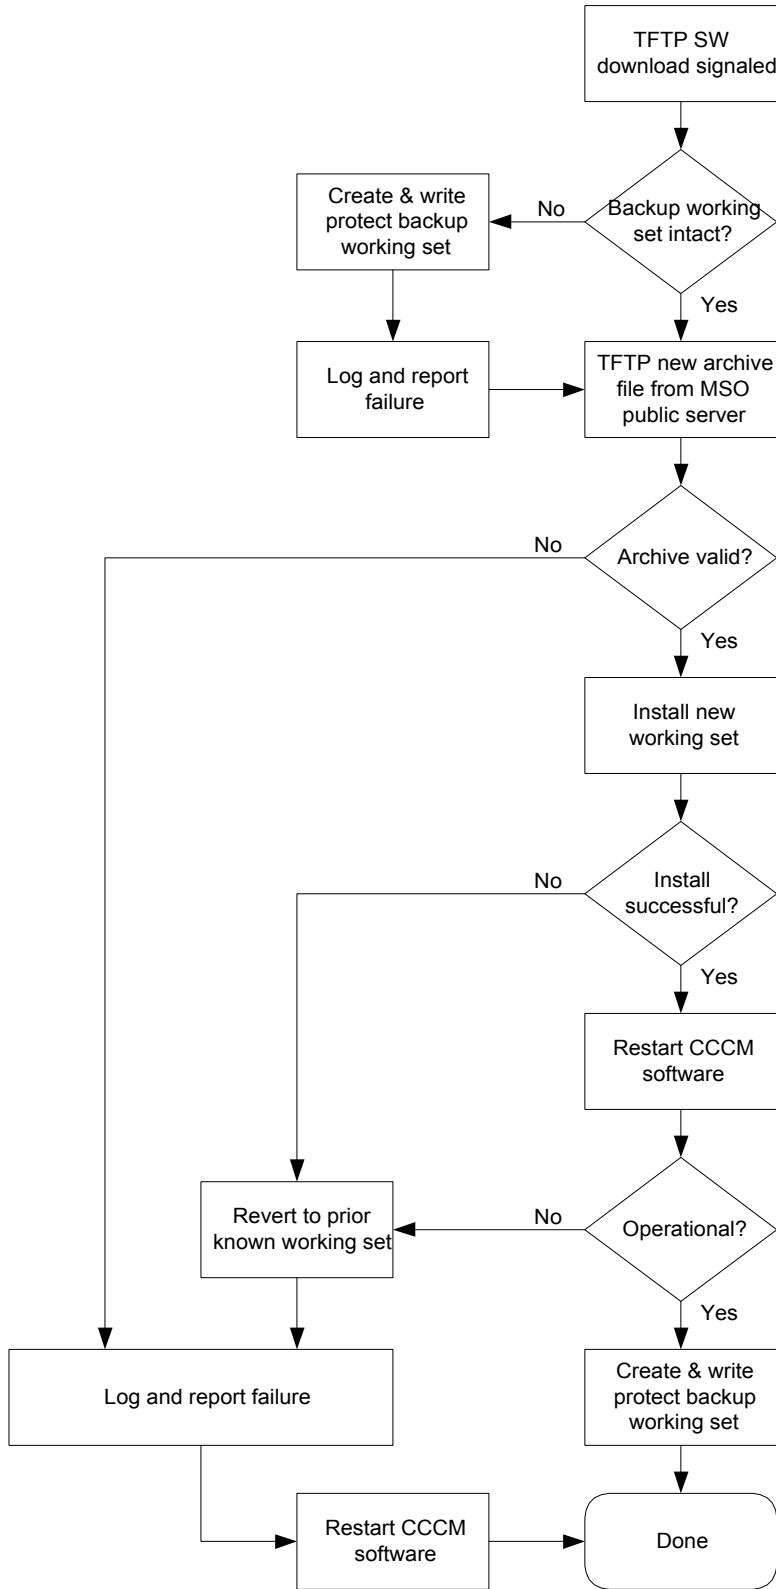 TFTP SW
download signaled
Create & write
protect backup
working set
No
Backup working
set intact?
Yes
Log and report
failure
TFTP new archive
file from MSO
public server
No
Archive valid?
Yes
Install new
working set
No
Install
successful?
Yes
Restart CCCM
software
Revert to prior
known working set
No
Operational?
Yes
Log and report failure
Create & write
protect backup
working set
Restart CCCM
software
Done